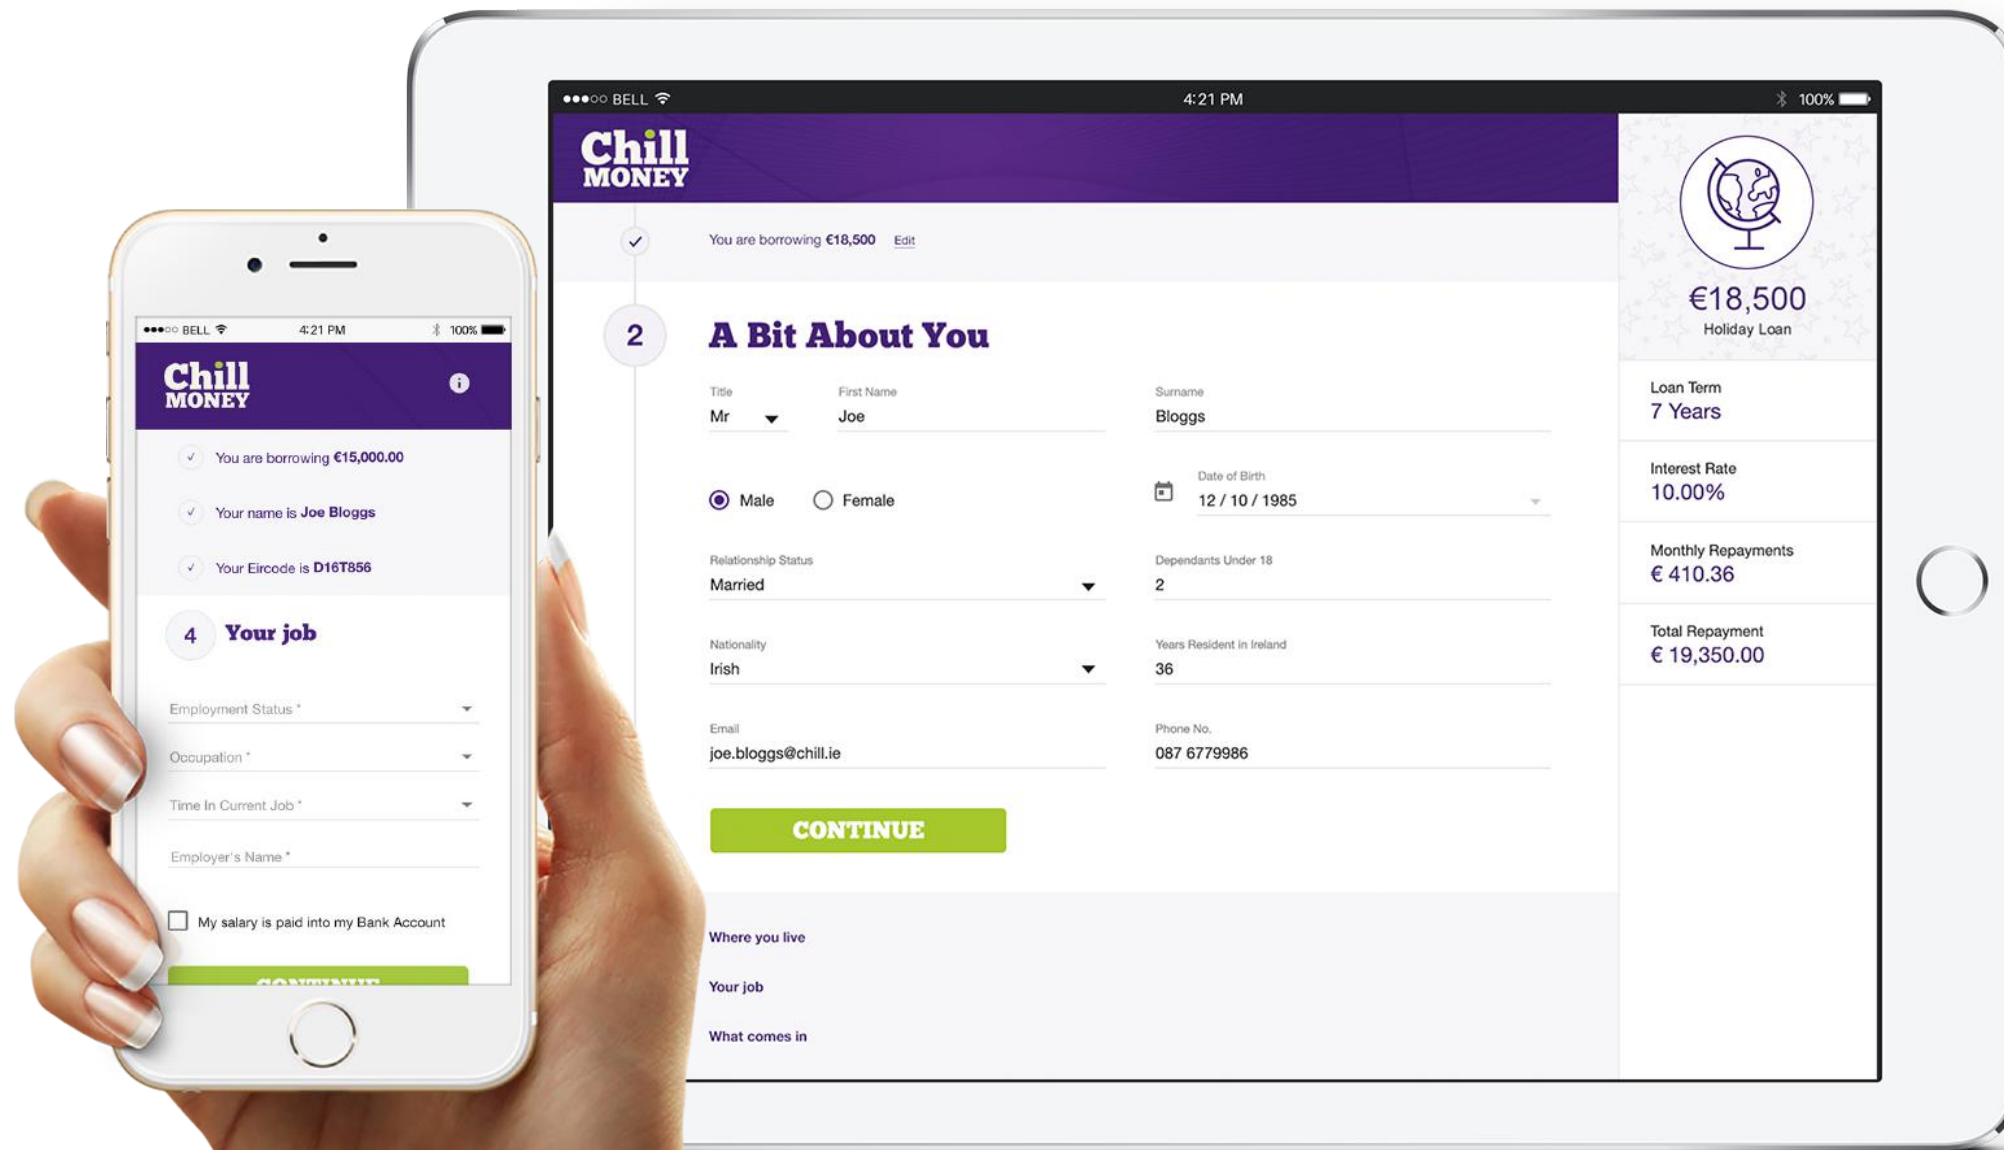 BELL
4:21 PM
100%
Chill
MONEY
You are borrowing €15,000.00
Your name is Joe Bloggs
Your Eircode is D16T856
4 Your job
Employment Status *
Occupation *
Time In Current Job *
Employer's Name *
My salary is paid into my Bank Account
CONTINUE
BELL
4:21 PM
100%
Chill
MONEY
You are borrowing €18,500 Edit
2 A Bit About You
Title First Name Surname
Mr Joe Bloggs
Date of Birth
Male Female 12 / 10 / 1985
Relationship Status Dependants Under 18
Married 2
Nationality Years Resident in Ireland
Irish 36
Email Phone No.
joe.bloggs@chill.ie 087 6779986
CONTINUE
Where you live
Your job
What comes in
€18,500
Holiday Loan
Loan Term
7 Years
Interest Rate
10.00%
Monthly Repayments
€ 410.36
Total Repayment
€ 19,350.00